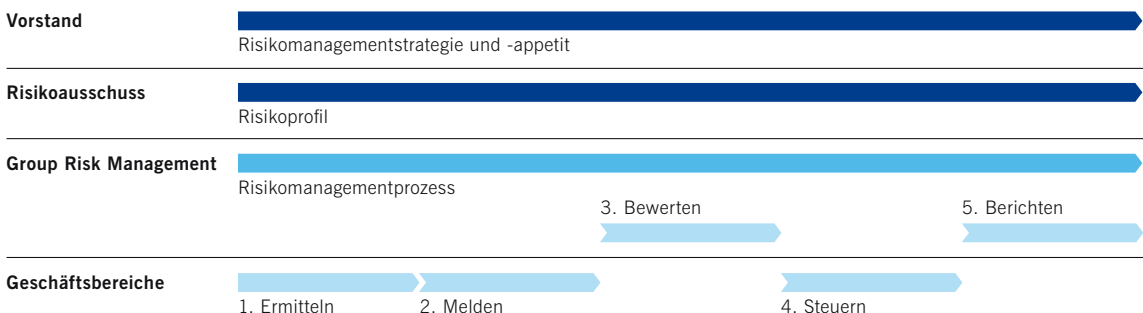 Vorstand
Risikomanagementstrategie und -appetit
Risikoausschuss
Risikoprofil
Group Risk Management
Risikomanagementprozess
3. Bewerten
5. Berichten
Geschäftsbereiche
1. Ermitteln
2. Melden
4. Steuern